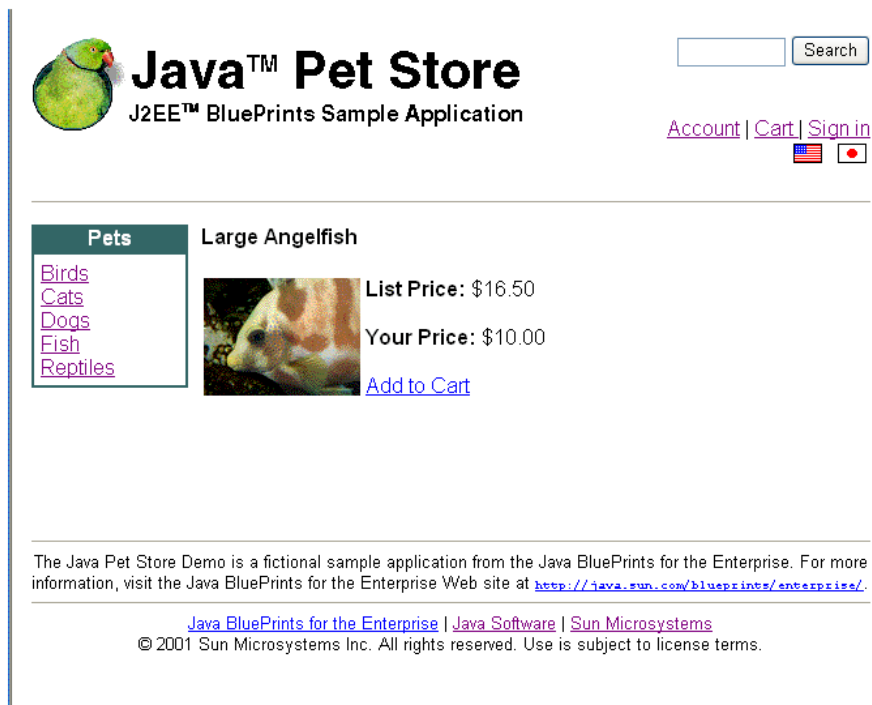 Java™ Pet Store
J2EE™ BluePrints Sample Application
Search
Account | Cart | Sign in
Pets
Birds
Cats
Dogs
Fish
Reptiles
Large Angelfish
List Price: $16.50
Your Price: $10.00
Add to Cart
The Java Pet Store Demo is a fictional sample application from the Java BluePrints for the Enterprise. For more
information, visit the Java BluePrints for the Enterprise Web site at http://java.sun.com/blueprints/enterprise/.
Java BluePrints for the Enterprise | Java Software | Sun Microsystems
© 2001 Sun Microsystems Inc. All rights reserved. Use is subject to license terms.